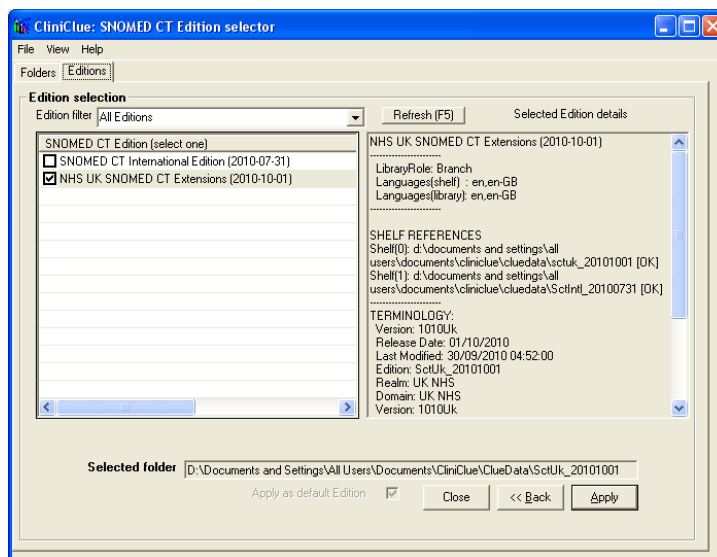 CliniClue: SNOMED CT Edition selector
File View Help
Folders Editions
Edition selection
Edition filter All Editions Refresh (F5) Selected Edition details
SNOMED CT Edition (select one)
SNOMED CT International Edition (2010-07-31)
NHS UK SNOMED CT Extensions (2010-10-01)
NHS UK SNOMED CT Extensions (2010-10-01)
-----------------------
LibraryRole: Branch
Languages(shelf) : en,en-GB
Languages(library): en,en-GB
-----------------------
SHELF REFERENCES
Shelf(0): d:\documents and settings\all
users\documents\cliniclue\cluedata\sctuk_20101001 [OK]
Shelf(1): d:\documents and settings\all
users\documents\cliniclue\cluedata\SctIntl_20100731 [OK]
-----------------------
TERMINOLOGY:
Version: 1010Uk
Release Date: 01/10/2010
Last Modified: 30/09/2010 04:52:00
Edition: SctUk_20101001
Realm: UK NHS
Domain: UK NHS
Version: 1010Uk
Selected folder D:\Documents and Settings\All Users\Documents\CliniClue\ClueData\SctUk_20101001
Apply as default Edition Close << Back Apply